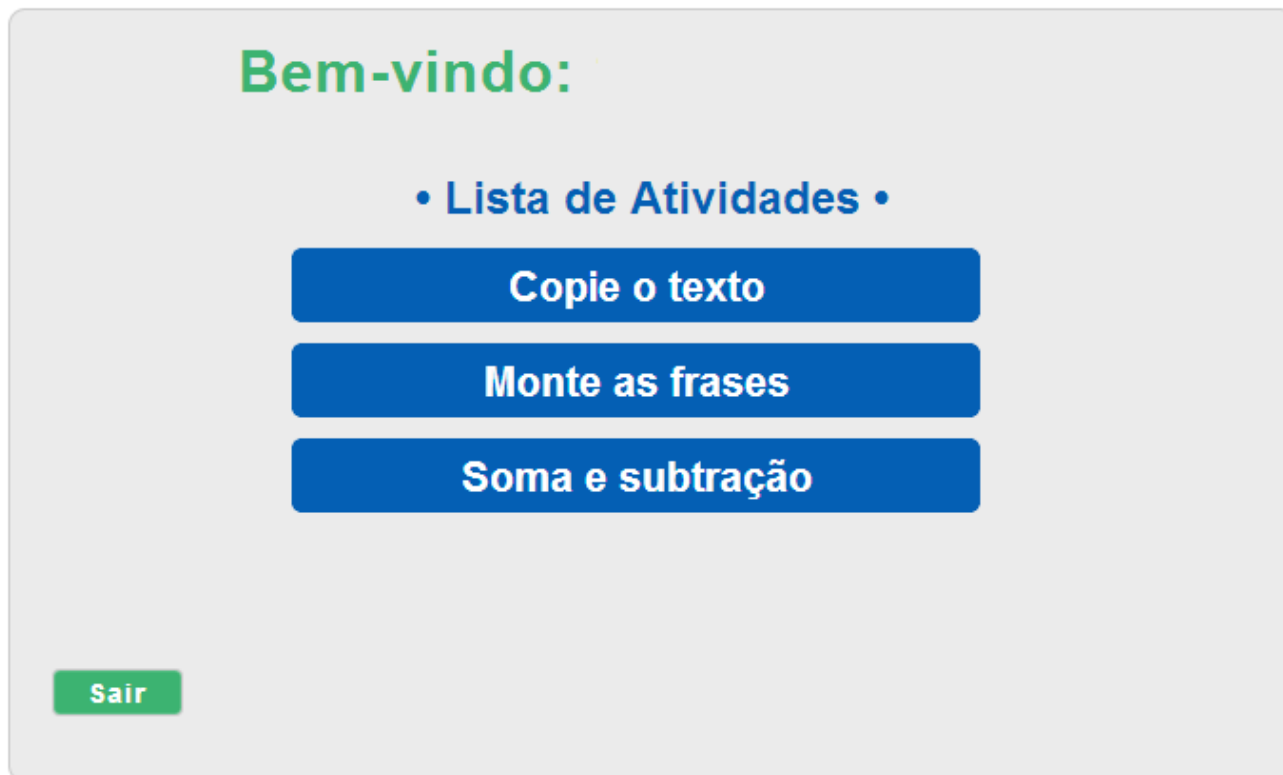 Bem-vindo:
• Lista de Atividades •
Copie o texto
Monte as frases
Soma e subtração
Sair